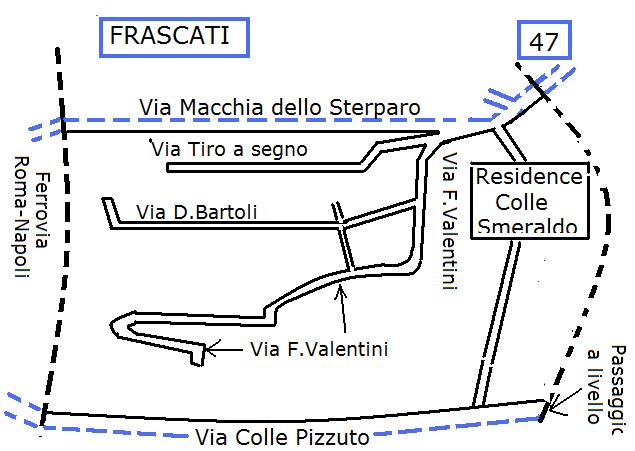 FRASCATI
47
Via Macchia dello Sterparo
Via Tiro a segno
Via D.Bartoli
Ferrovia
Roma-Napoli
Via F.Valentini
Residence
Colle
Smeraldo
Via F.Valentini
Passaggio
a livello
Via Colle Pizzuto